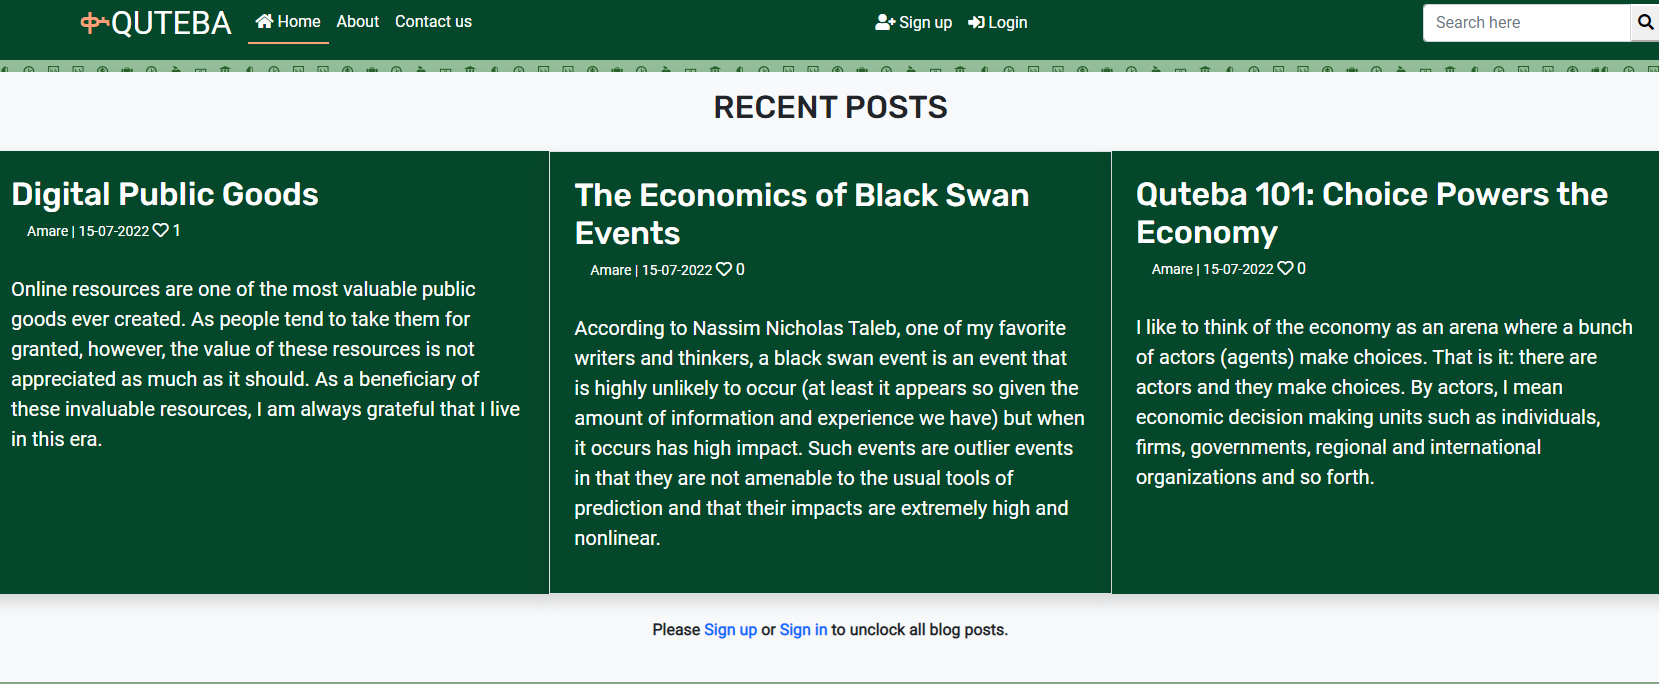 ቍQUTEBA Home About Contact us Sign up Login Search here
RECENT POSTS
Digital Public Goods
Amare | 15-07-2022 1
Online resources are one of the most valuable public
goods ever created. As people tend to take them for
granted, however, the value of these resources is not
appreciated as much as it should. As a beneficiary of
these invaluable resources, I am always grateful that I live
in this era.
The Economics of Black Swan
Events
Amare | 15-07-2022 0
According to Nassim Nicholas Taleb, one of my favorite
writers and thinkers, a black swan event is an event that
is highly unlikely to occur (at least it appears so given the
amount of information and experience we have) but when
it occurs has high impact. Such events are outlier events
in that they are not amenable to the usual tools of
prediction and that their impacts are extremely high and
nonlinear.
Quteba 101: Choice Powers the
Economy
Amare | 15-07-2022 0
I like to think of the economy as an arena where a bunch
of actors (agents) make choices. That is it: there are
actors and they make choices. By actors, I mean
economic decision making units such as individuals,
firms, governments, regional and international
organizations and so forth.
Please Sign up or Sign in to unclock all blog posts.